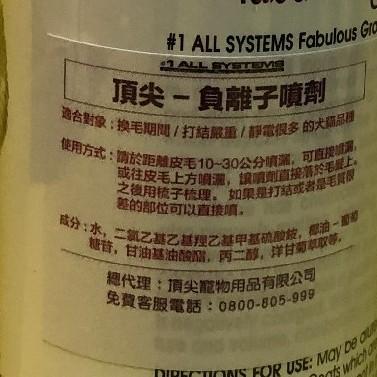 #1 ALL SYSTEMS Fabulous Gro
#1 ALL SYSTEMS
頂尖－負離子噴劑
適合對象：換毛期間/打結嚴重/靜電很多的犬貓品種
使用方式：請於距離皮毛10~30公分噴灑，可直接噴灑，
或往皮毛上方噴灑，讓噴劑直接落於毛髮上。
之後用梳子梳理。如果是打結或者是毛質很
差的部位可以直接噴。
成分：水，二氯乙基乙基羥乙基甲基硫酸銨，椰油－葡萄
糖苷，甘油基油酸酯，丙二醇，洋甘菊萃取等。
總代理：頂尖寵物用品有限公司
免費客服電話：0800-805-999
DIRECTIONS FOR USE: May be dilu
oats which are